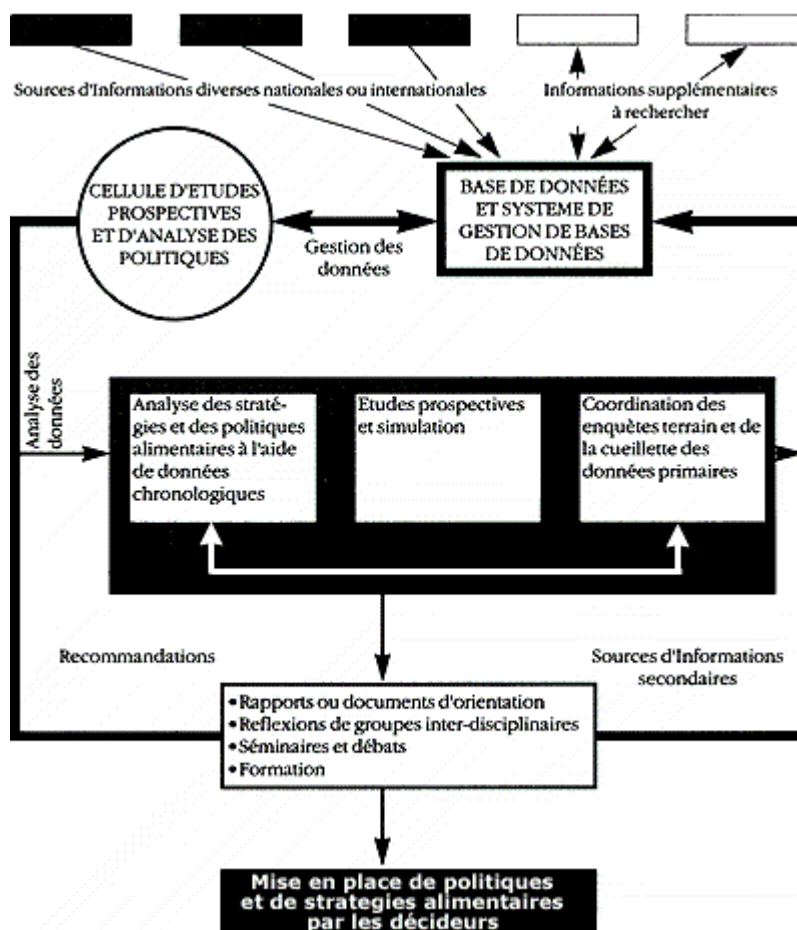 Sources d'Informations diverses nationales ou internationales
Informations supplémentaires
à rechercher
CELLULE D'ETUDES
PROSPECTIVES
ET D'ANALYSE DES
POLITIQUES
Gestion des
données
BASE DE DONNÉES
ET SYSTEME DE
GESTION DE BASES
DE DONNÉES
Analyse des
données
Analyse des straté-
gies et des politiques
alimentaires à l'aide
de données
chronologiques
Etudes prospectives
et simulation
Coordination des
enquètes terrain et de
la cueillette des
données primaires
Recommandations
Sources d'Informations
secondaires
•Rapports ou documents d'orientation
•Reflexions de groupes inter-disciplinaires
•Séminaires et débats
•Formation
Mise en place de politiques
et de strategies alimentaires
par les décideurs